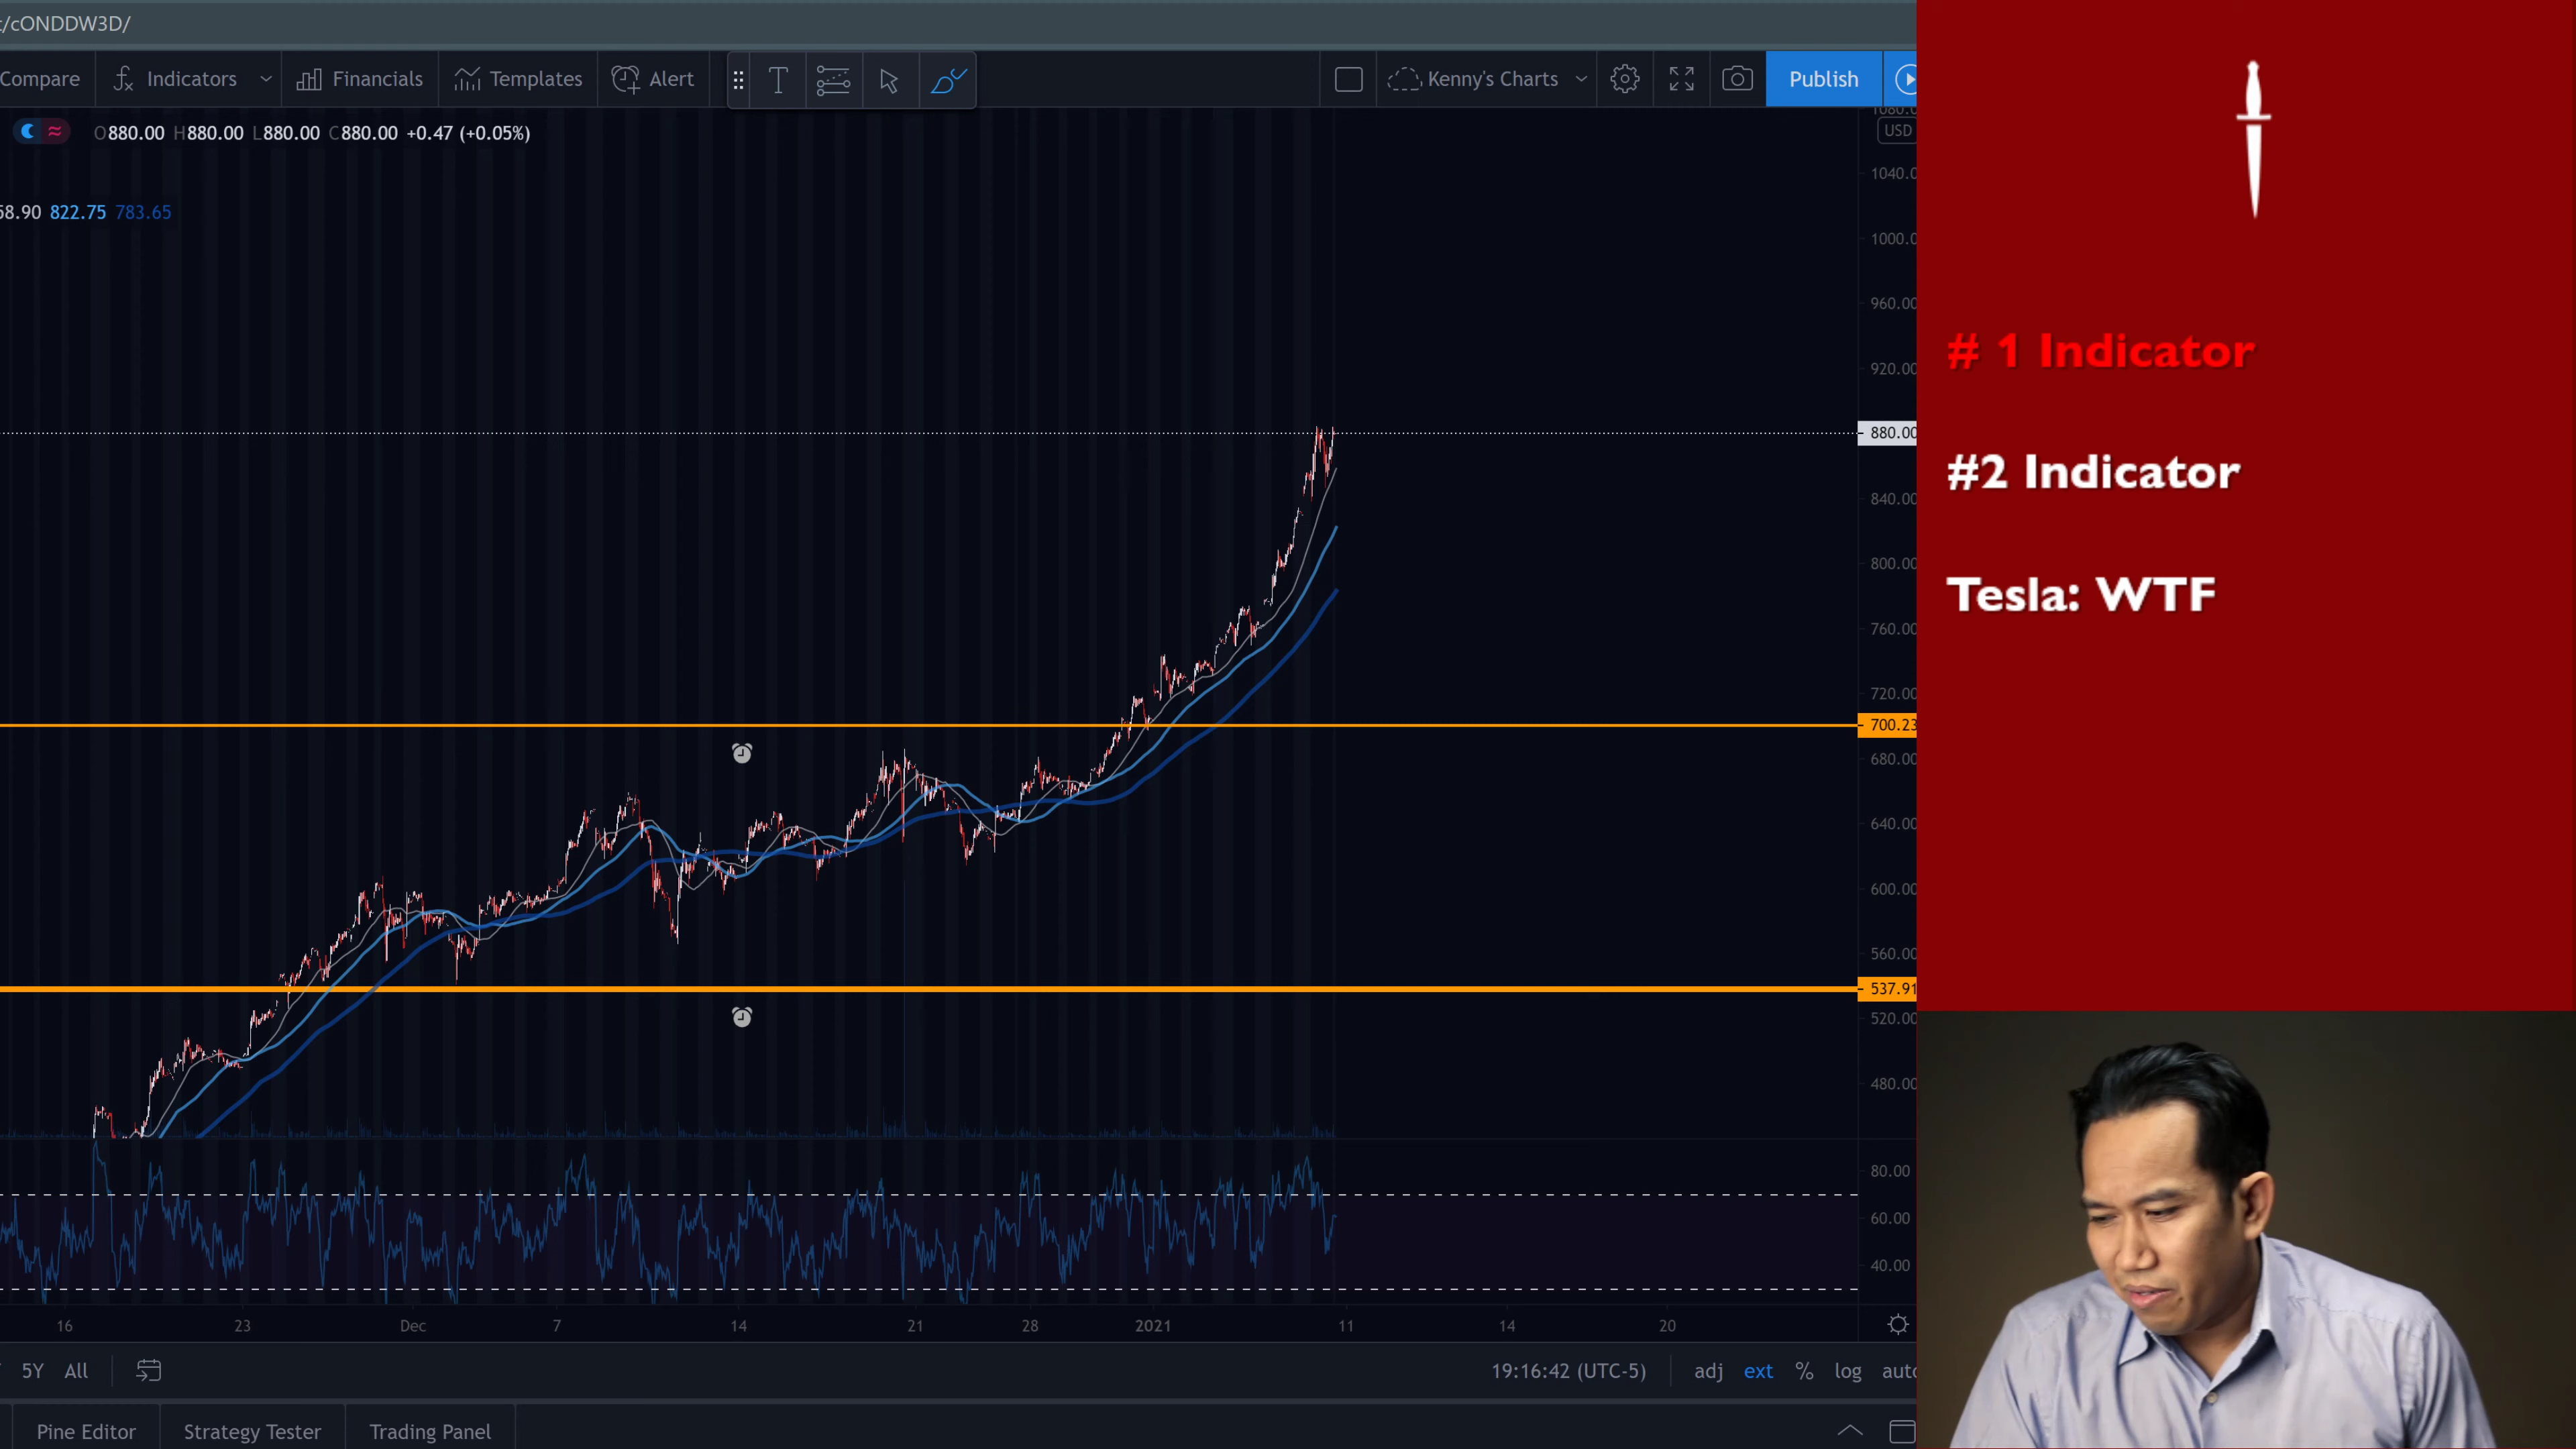 t/cONDDW3D/
Compare
Indicators
Financials
Templates
Alert
T
Kenny's Charts
Publish
O880.00 H880.00 L880.00 C880.00 +0.47 (+0.05%)
58.90 822.75 783.65
USD
1040.0
1000.0
960.00
920.00
880.00
840.00
800.00
760.00
720.00
700.23
680.00
640.00
600.00
560.00
537.91
520.00
480.00
80.00
60.00
40.00
16 23 Dec 7 14 21 28 2021 11 14 20
5Y All
19:16:42 (UTC-5) adj ext % log auto
Pine Editor Strategy Tester Trading Panel
# 1 Indicator
#2 Indicator
Tesla: WTF